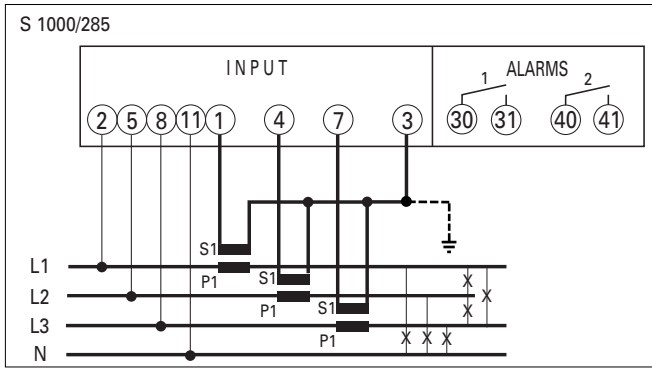 S 1000/285
INPUT
ALARMS
1 2
2 5 8 11 1 4 7 3 30 31 40 41
S1
L1 P1 S1
L2 P1 S1
L3 P1
N
X X
X
X X X